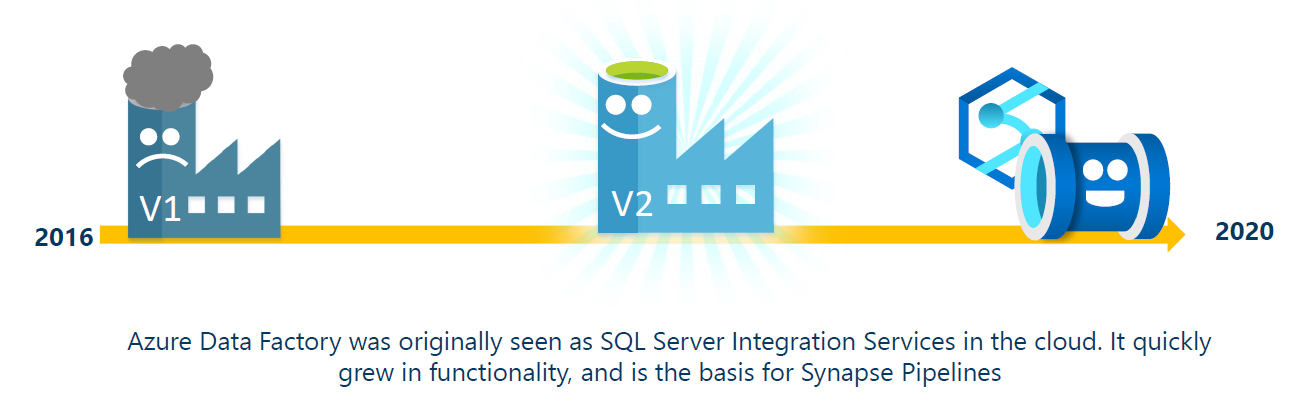 V1
V2
2016
2020
Azure Data Factory was originally seen as SQL Server Integration Services in the cloud. It quickly
grew in functionality, and is the basis for Synapse Pipelines